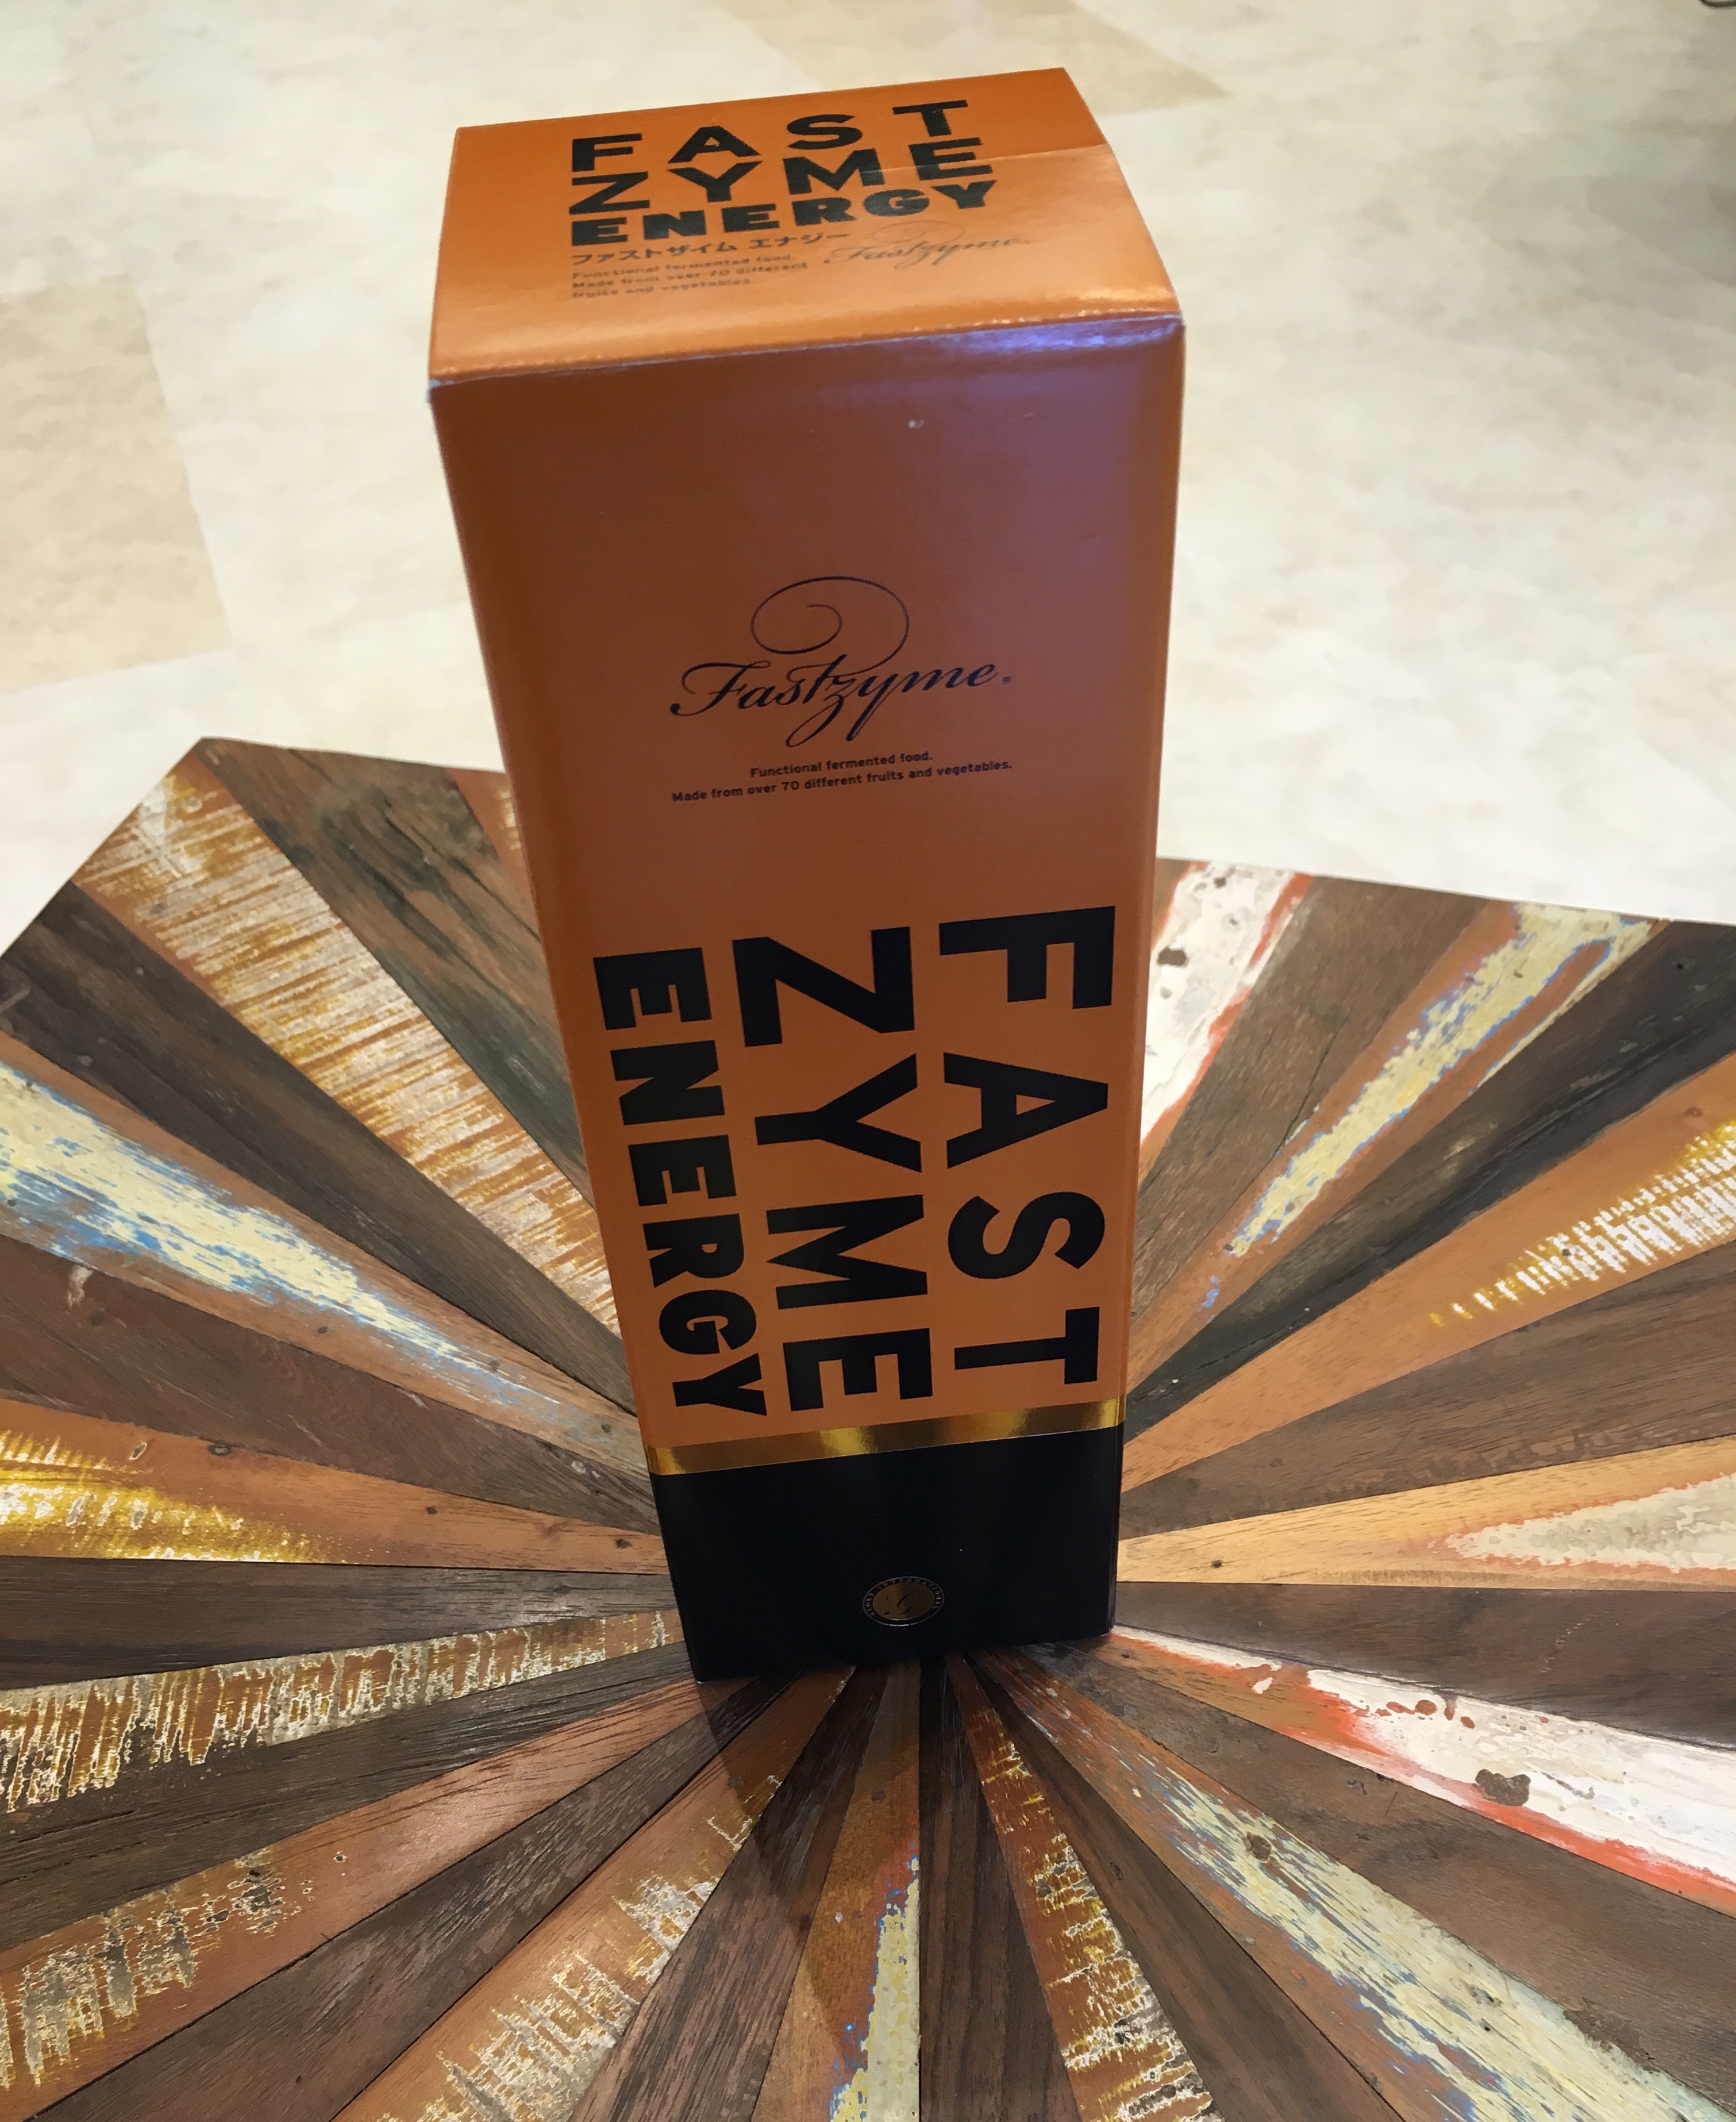 FAST
ZYME
ENERGY
ファストザイム エナジー
Fastzyme
Functional fermented food.
Made from over 70 different
fruits and vegetables.
Fastzyme®
Functional fermented food.
Made from over 70 different fruits and vegetables.
FAST
ZYME
ENERGY